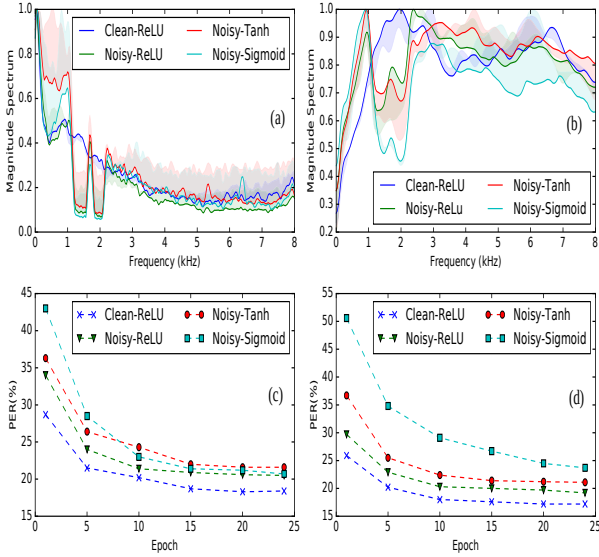 Magnitude Spectrum
1.0
0.8
0.6
0.4
0.2
0.0
0 1 2 3 4 5 6 7 8
Frequency (kHz)
Clean-ReLU
Noisy-ReLU
Noisy-Tanh
Noisy-Sigmoid
(a)
Magnitude Spectrum
1.0
0.9
0.8
0.7
0.6
0.5
0.4
0.3
0.2
0 1 2 3 4 5 6 7 8
Frequency (kHz)
(b)
Clean-ReLU
Noisy-ReLu
Noisy-Tanh
Noisy-Sigmoid
PER(%)
45
40
35
30
25
20
15
0 5 10 15 20 25
Epoch
Clean-ReLU
Noisy-ReLU
Noisy-Tanh
Noisy-Sigmoid
(c)
PER(%)
55
50
45
40
35
30
25
20
15
0 5 10 15 20 25
Epoch
Clean-ReLU
Noisy-ReLU
Noisy-Tanh
Noisy-Sigmoid
(d)